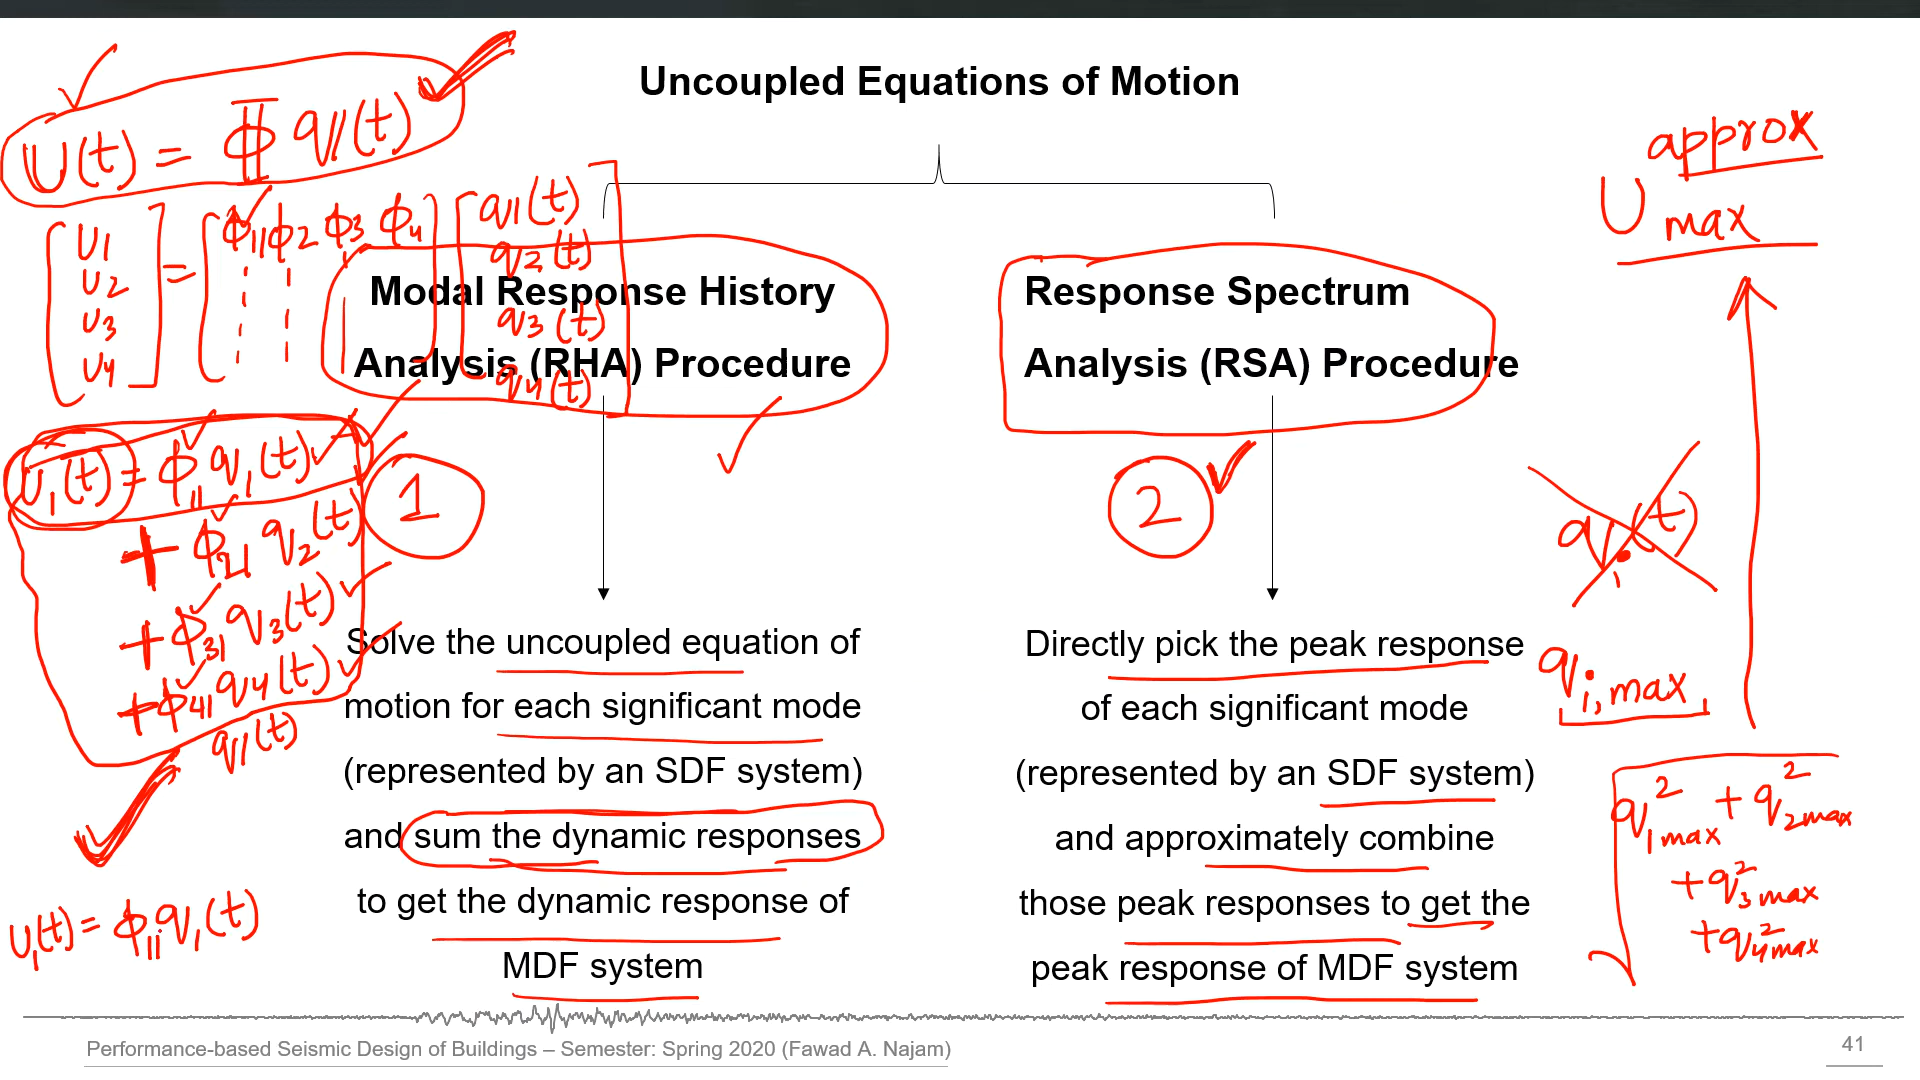 Uncoupled Equations of Motion
U(t) = Φ q(t)
U1
U2
U3
U4
=
ϕ1 ϕ2 ϕ3 ϕ4
q1(t)
q2(t)
q3(t)
q4(t)
Modal Response History
Analysis (RHA) Procedure
1
U1(t) = ϕ11 q1(t)
+ ϕ21 q2(t)
+ ϕ31 q3(t)
+ ϕ41 q4(t)
q1(t)
U1(t) = ϕ11 q1(t)
Solve the uncoupled equation of
motion for each significant mode
(represented by an SDF system)
and sum the dynamic responses
to get the dynamic response of
MDF system
Response Spectrum
Analysis (RSA) Procedure
2
Directly pick the peak response
of each significant mode
(represented by an SDF system)
and approximately combine
those peak responses to get the
peak response of MDF system
approx
U max
qi(t)
qi,max
√ q1max² + q2max²
+ q3max²
+ q4max²
Performance-based Seismic Design of Buildings – Semester: Spring 2020 (Fawad A. Najam)
41